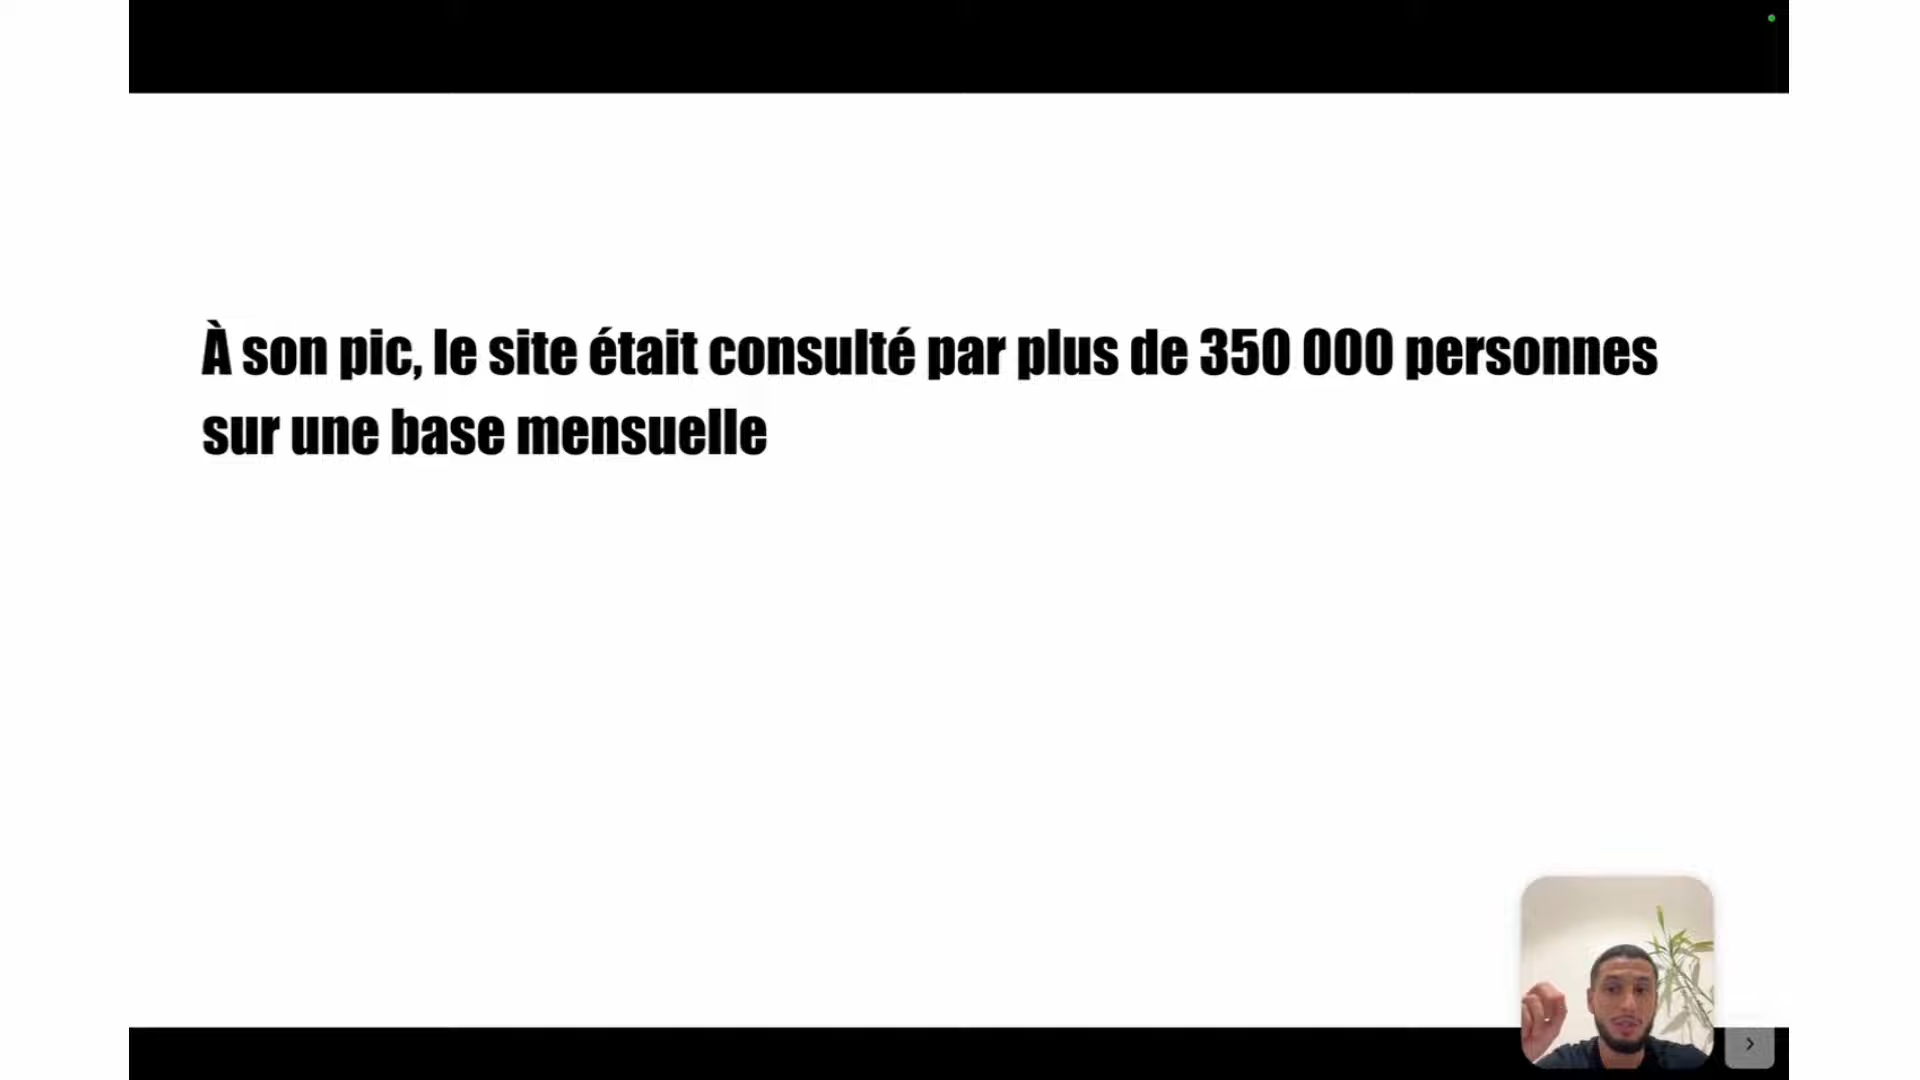 À son pic, le site était consulté par plus de 350 000 personnes
sur une base mensuelle